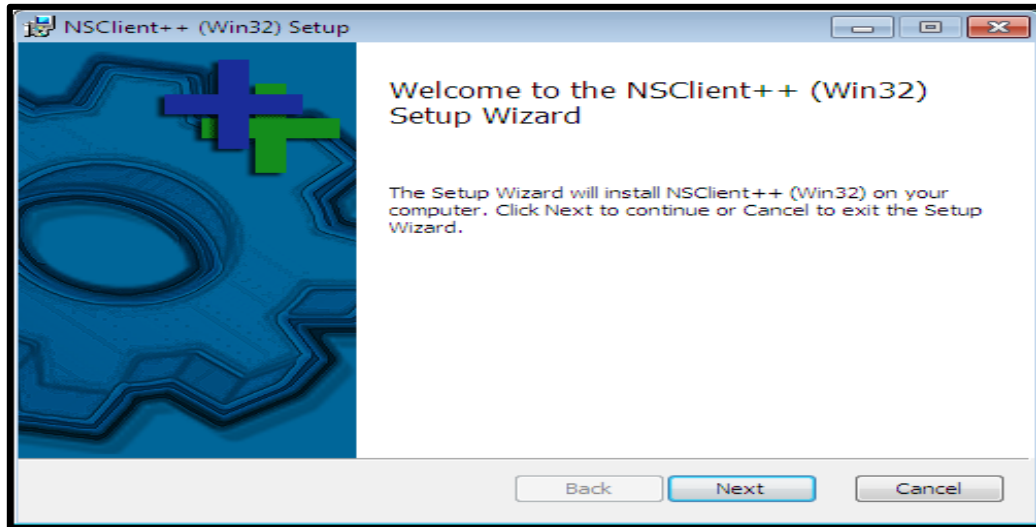 NSClient++ (Win32) Setup
Welcome to the NSClient++ (Win32)
Setup Wizard
The Setup Wizard will install NSClient++ (Win32) on your
computer. Click Next to continue or Cancel to exit the Setup
Wizard.
Back
Next
Cancel